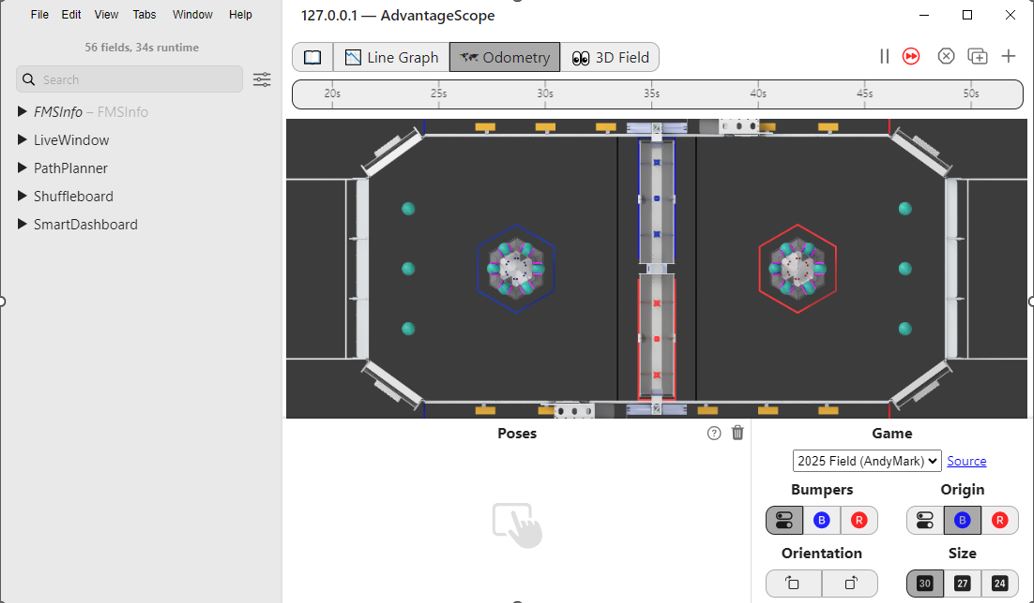 File Edit View Tabs Window Help
127.0.0.1 — AdvantageScope
56 fields, 34s runtime
Search
Line Graph
Odometry
3D Field
20s 25s 30s 35s 40s 45s 50s
FMSInfo – FMSInfo
LiveWindow
PathPlanner
Shuffleboard
SmartDashboard
Poses
?
Game
2025 Field (AndyMark)
Source
Bumpers
Origin
B R
B R
Orientation
Size
30 27 24